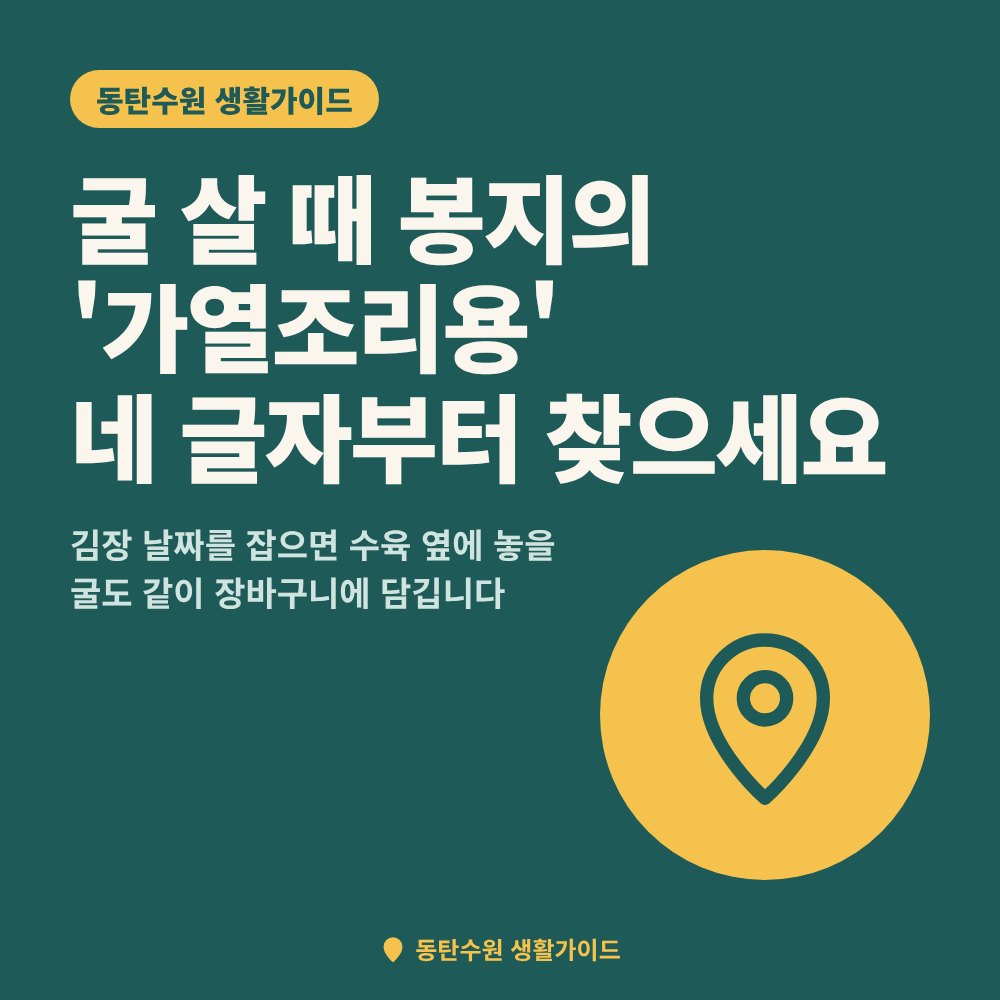 동탄수원 생활가이드
굴 살 때 봉지의
'가열조리용'
네 글자부터 찾으세요
김장 날짜를 잡으면 수육 옆에 놓을
굴도 같이 장바구니에 담깁니다
동탄수원 생활가이드